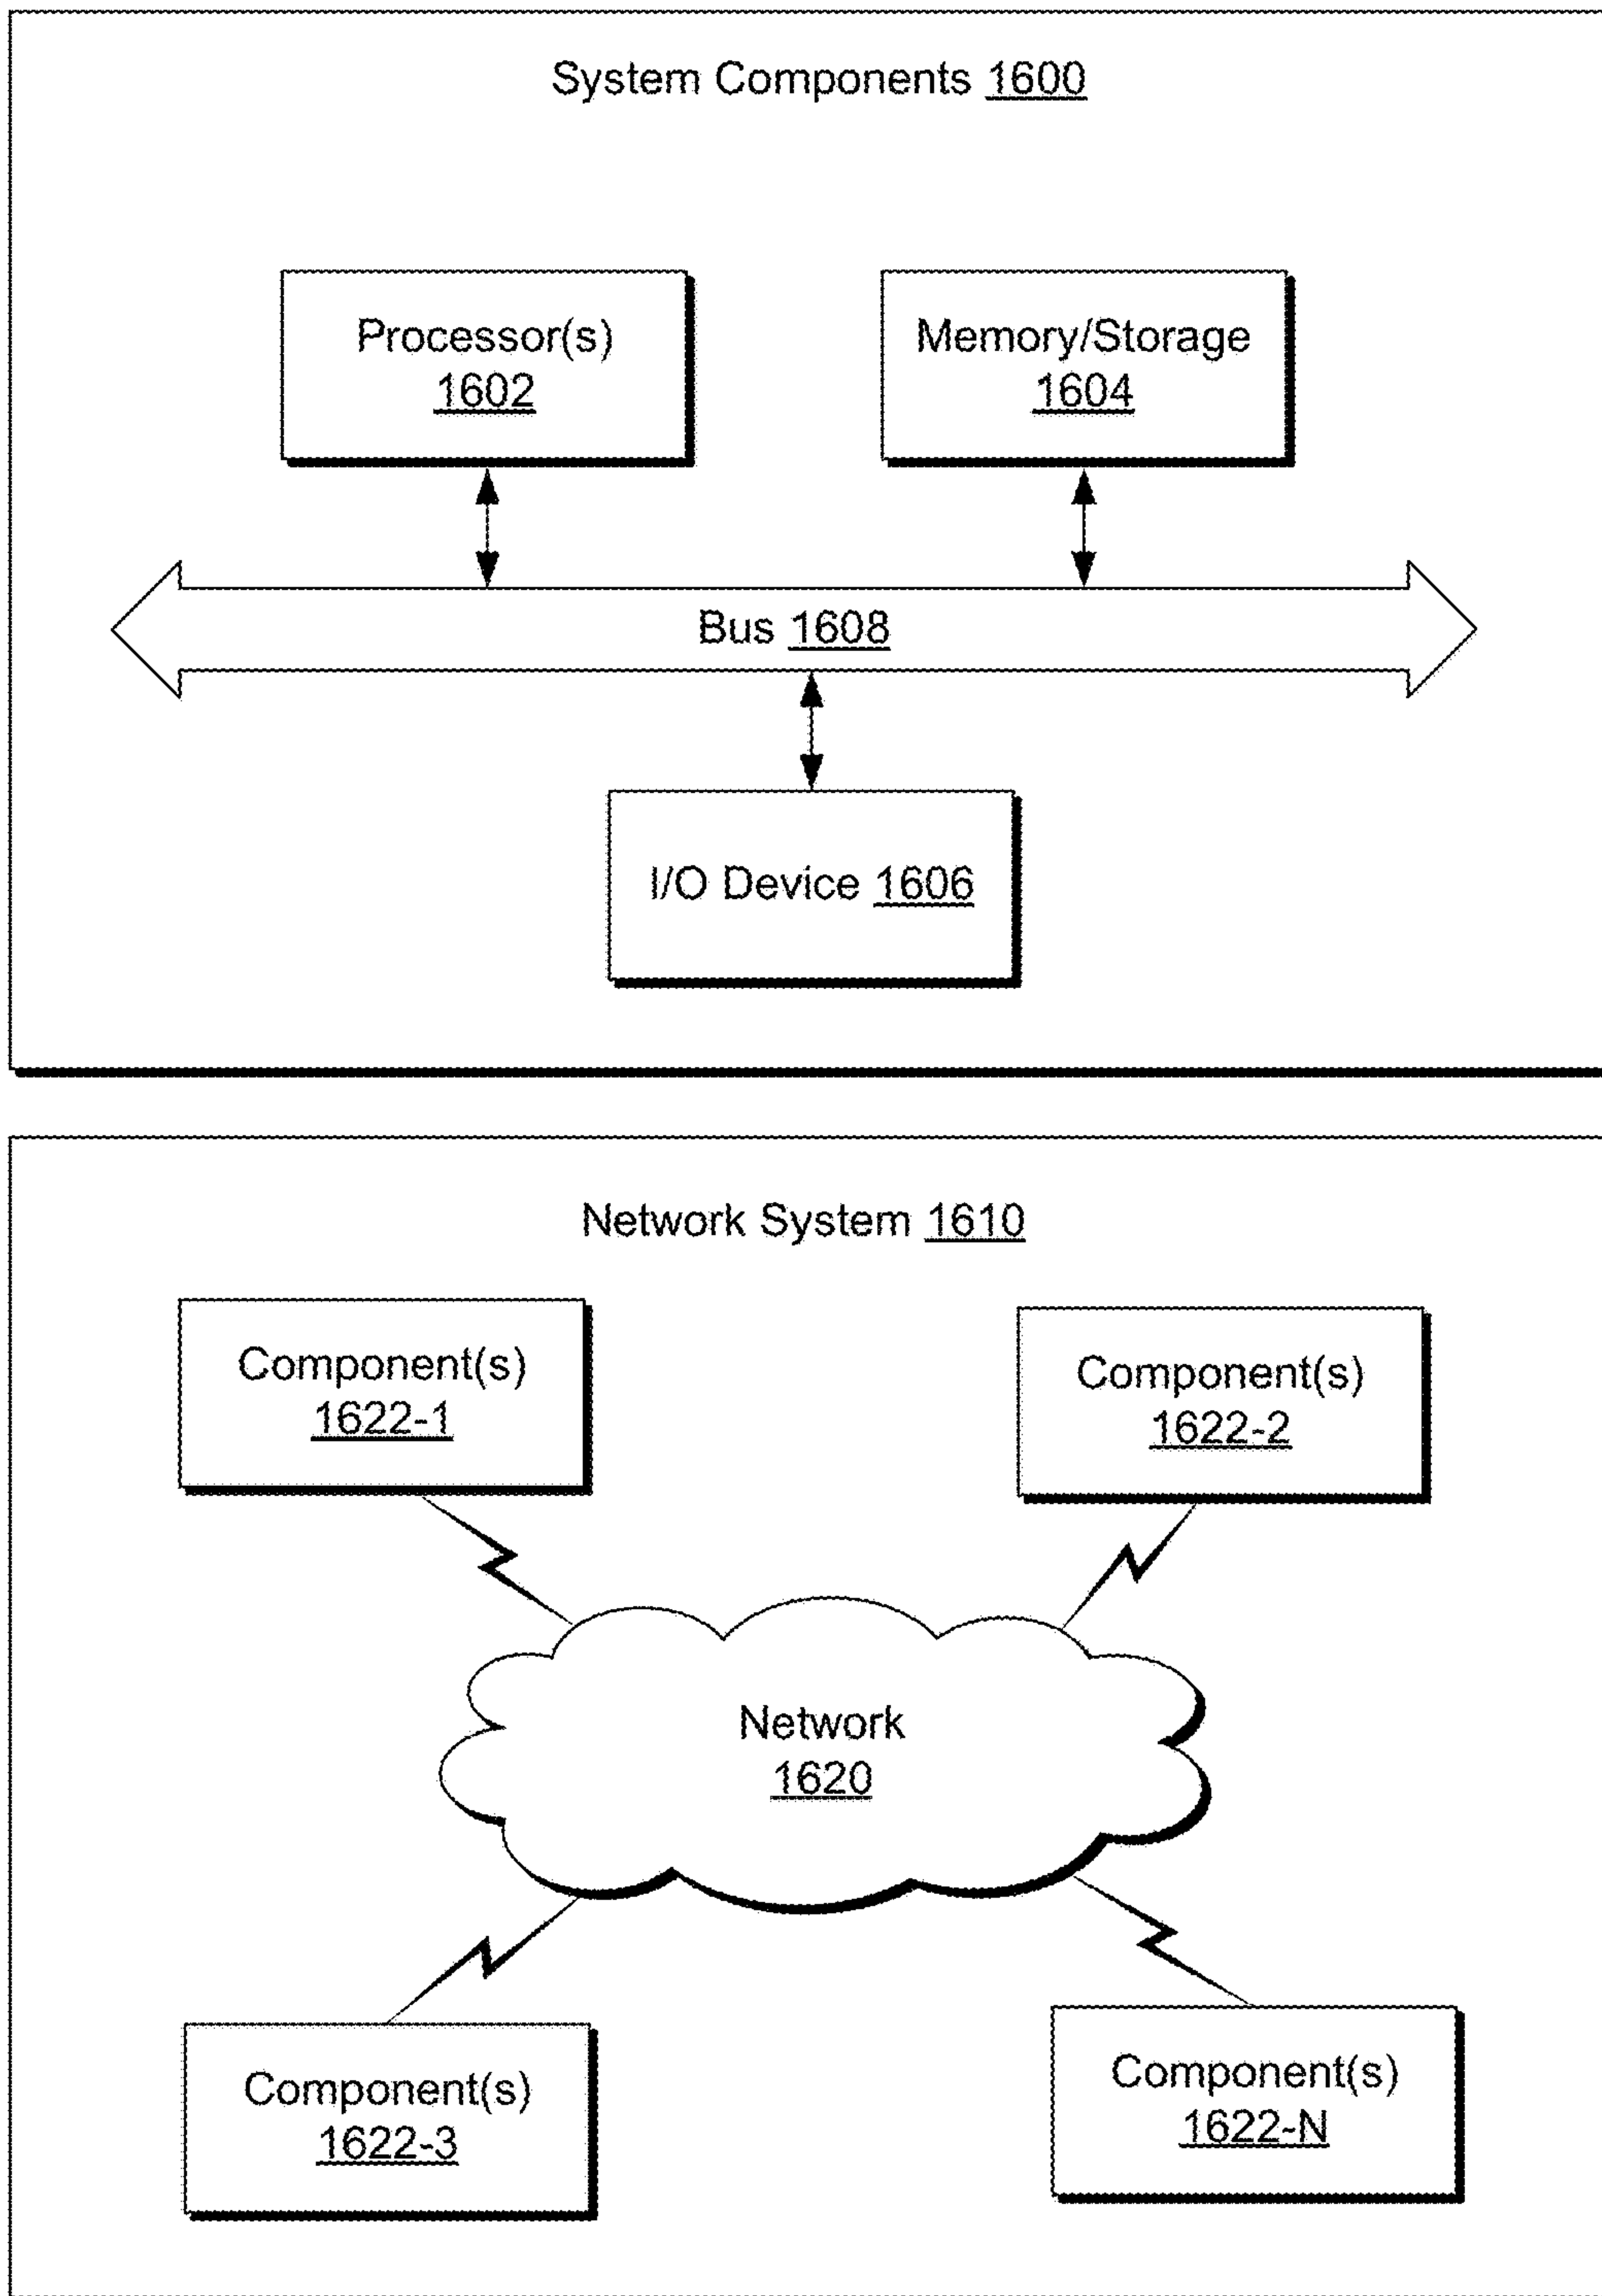 System Components 1600
Processor(s)
1602
Memory/Storage
1604
Bus 1608
I/O Device 1606
Network System 1610
Component(s)
1622-1
Component(s)
1622-2
Network
1620
Component(s)
1622-3
Component(s)
1622-N